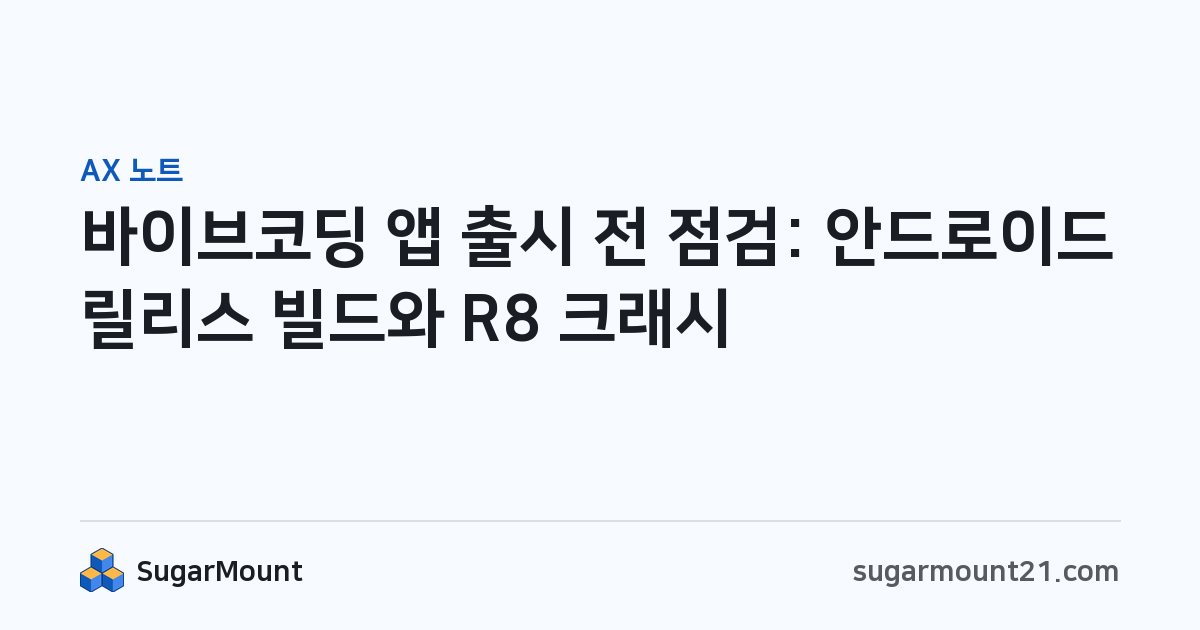 AX 노트
바이브코딩 앱 출시 전 점검: 안드로이드
릴리스 빌드와 R8 크래시
SugarMount
sugarmount21.com